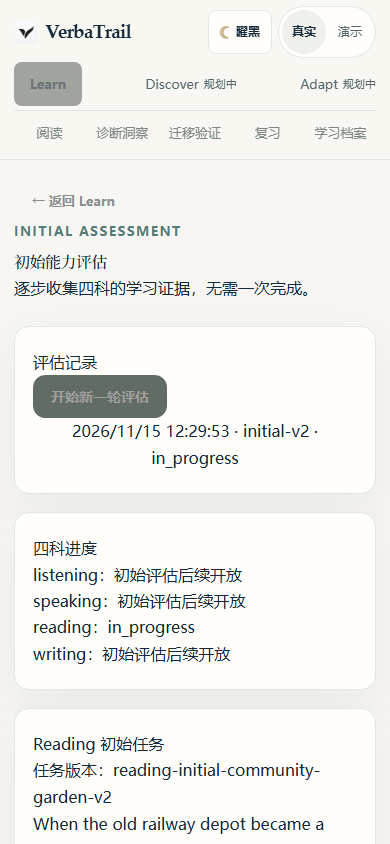 VerbaTrail
曜黑
真实
演示
Learn
Discover 规划中
Adapt 规划中
阅读
诊断洞察
迁移验证
复习
学习档案
← 返回 Learn
INITIAL ASSESSMENT
初始能力评估
逐步收集四科的学习证据，无需一次完成。
评估记录
开始新一轮评估
2026/11/15 12:29:53 · initial-v2 ·
in_progress
四科进度
listening：初始评估后续开放
speaking：初始评估后续开放
reading：in_progress
writing：初始评估后续开放
Reading 初始任务
任务版本：reading-initial-community-
garden-v2
When the old railway depot became a